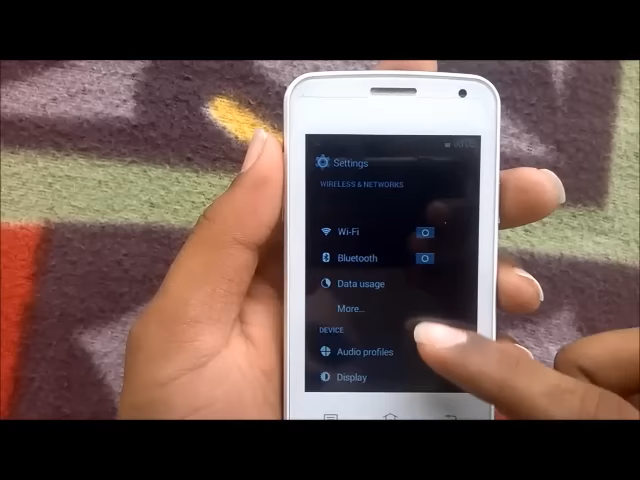 Settings
WIRELESS & NETWORKS
Wi-Fi
Bluetooth
Data usage
More...
DEVICE
Audio profiles
Display